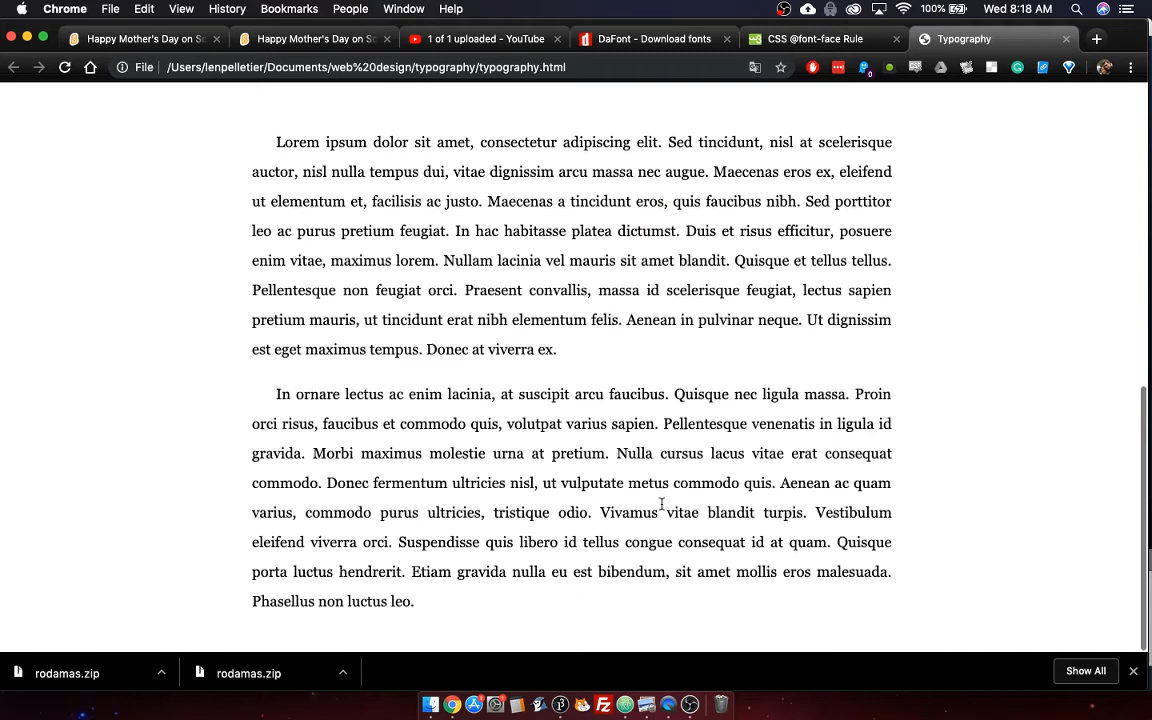 Chrome File Edit View History Bookmarks People Window Help 100% Wed 8:18 AM
Happy Mother's Day on Sc 1 of 1 uploaded - YouTube DaFont - Download fonts CSS @font-face Rule Typography
Happy Mother's Day on Sc
File /Users/lenpelletier/Documents/web%20design/typography/typography.html
Lorem ipsum dolor sit amet, consectetur adipiscing elit. Sed tincidunt, nisl at scelerisque
auctor, nisl nulla tempus dui, vitae dignissim arcu massa nec augue. Maecenas eros ex, eleifend
ut elementum et, facilisis ac justo. Maecenas a tincidunt eros, quis faucibus nibh. Sed porttitor
leo ac purus pretium feugiat. In hac habitasse platea dictumst. Duis et risus efficitur, posuere
enim vitae, maximus lorem. Nullam lacinia vel mauris sit amet blandit. Quisque et tellus tellus.
Pellentesque non feugiat orci. Praesent convallis, massa id scelerisque feugiat, lectus sapien
pretium mauris, ut tincidunt erat nibh elementum felis. Aenean in pulvinar neque. Ut dignissim
est eget maximus tempus. Donec at viverra ex.
In ornare lectus ac enim lacinia, at suscipit arcu faucibus. Quisque nec ligula massa. Proin
orci risus, faucibus et commodo quis, volutpat varius sapien. Pellentesque venenatis in ligula id
gravida. Morbi maximus molestie urna at pretium. Nulla cursus lacus vitae erat consequat
commodo. Donec fermentum ultricies nisl, ut vulputate metus commodo quis. Aenean ac quam
varius, commodo purus ultricies, tristique odio. Vivamus vitae blandit turpis. Vestibulum
eleifend viverra orci. Suspendisse quis libero id tellus congue consequat id at quam. Quisque
porta luctus hendrerit. Etiam gravida nulla eu est bibendum, sit amet mollis eros malesuada.
Phasellus non luctus leo.
rodamas.zip rodamas.zip Show All